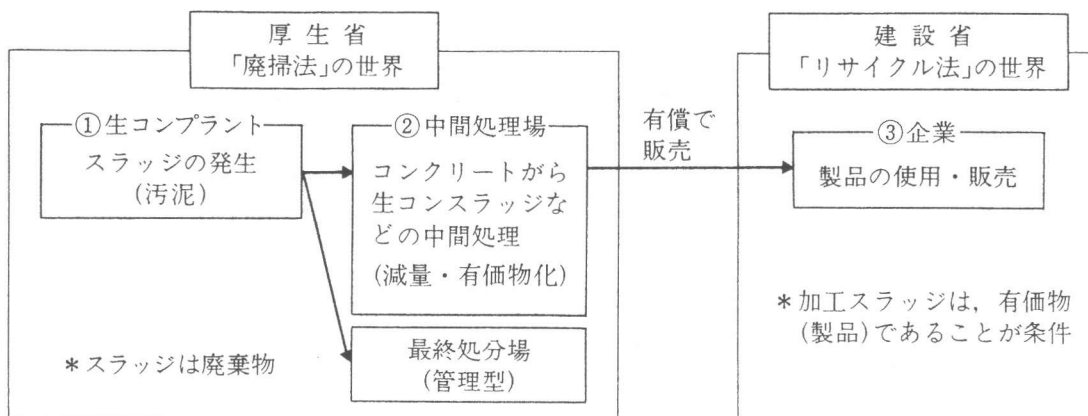 厚生省
「廃掃法」の世界
①生コンプラント
スラッジの発生
(汚泥)
②中間処理場
コンクリートがら
生コンスラッジな
どの中間処理
(減量・有価物化)
最終処分場
(管理型)
*スラッジは廃棄物
有償で
販売
建設省
「リサイクル法」の世界
③企業
製品の使用・販売
*加工スラッジは,有価物
(製品)であることが条件